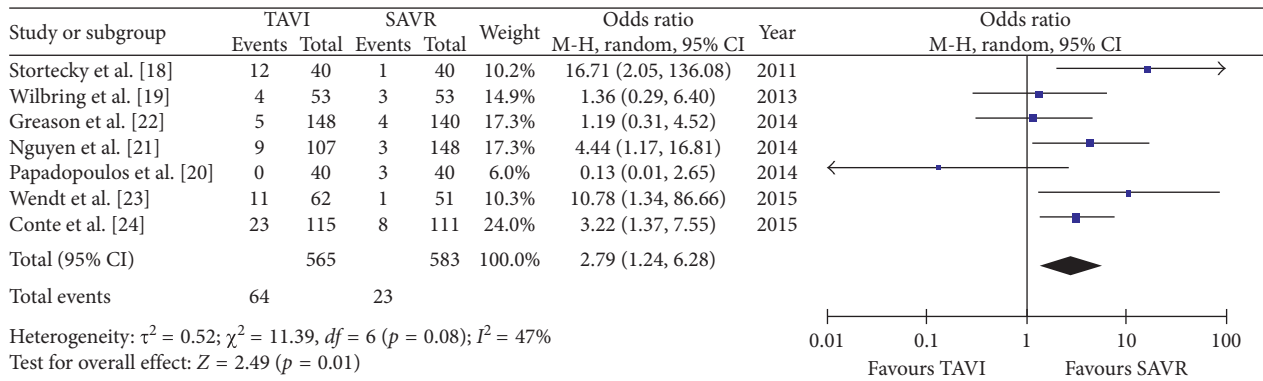 Study or subgroup TAVI SAVR Weight Odds ratio Year Odds ratio
Events Total Events Total M-H, random, 95% CI M-H, random, 95% CI
Stortecky et al. [18] 12 40 1 40 10.2% 16.71 (2.05, 136.08) 2011
Wilbring et al. [19] 4 53 3 53 14.9% 1.36 (0.29, 6.40) 2013
Greason et al. [22] 5 148 4 140 17.3% 1.19 (0.31, 4.52) 2014
Nguyen et al. [21] 9 107 3 148 17.3% 4.44 (1.17, 16.81) 2014
Papadopoulos et al. [20] 0 40 3 40 6.0% 0.13 (0.01, 2.65) 2014
Wendt et al. [23] 11 62 1 51 10.3% 10.78 (1.34, 86.66) 2015
Conte et al. [24] 23 115 8 111 24.0% 3.22 (1.37, 7.55) 2015
Total (95% CI) 565 583 100.0% 2.79 (1.24, 6.28)
Total events 64 23
Heterogeneity: τ² = 0.52; χ² = 11.39, df = 6 (p = 0.08); I² = 47%
Test for overall effect: Z = 2.49 (p = 0.01)
0.01 0.1 1 10 100
Favours TAVI Favours SAVR